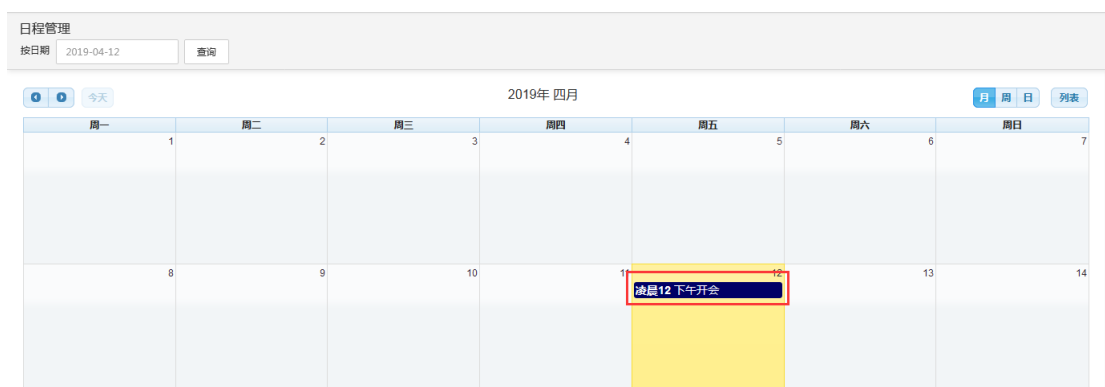 日程管理
按日期 2019-04-12 查询
今天 2019年 四月 月 周 日 列表
周一 周二 周三 周四 周五 周六 周日
1 2 3 4 5 6 7
8 9 10 11 12 13 14
凌晨12 下午开会